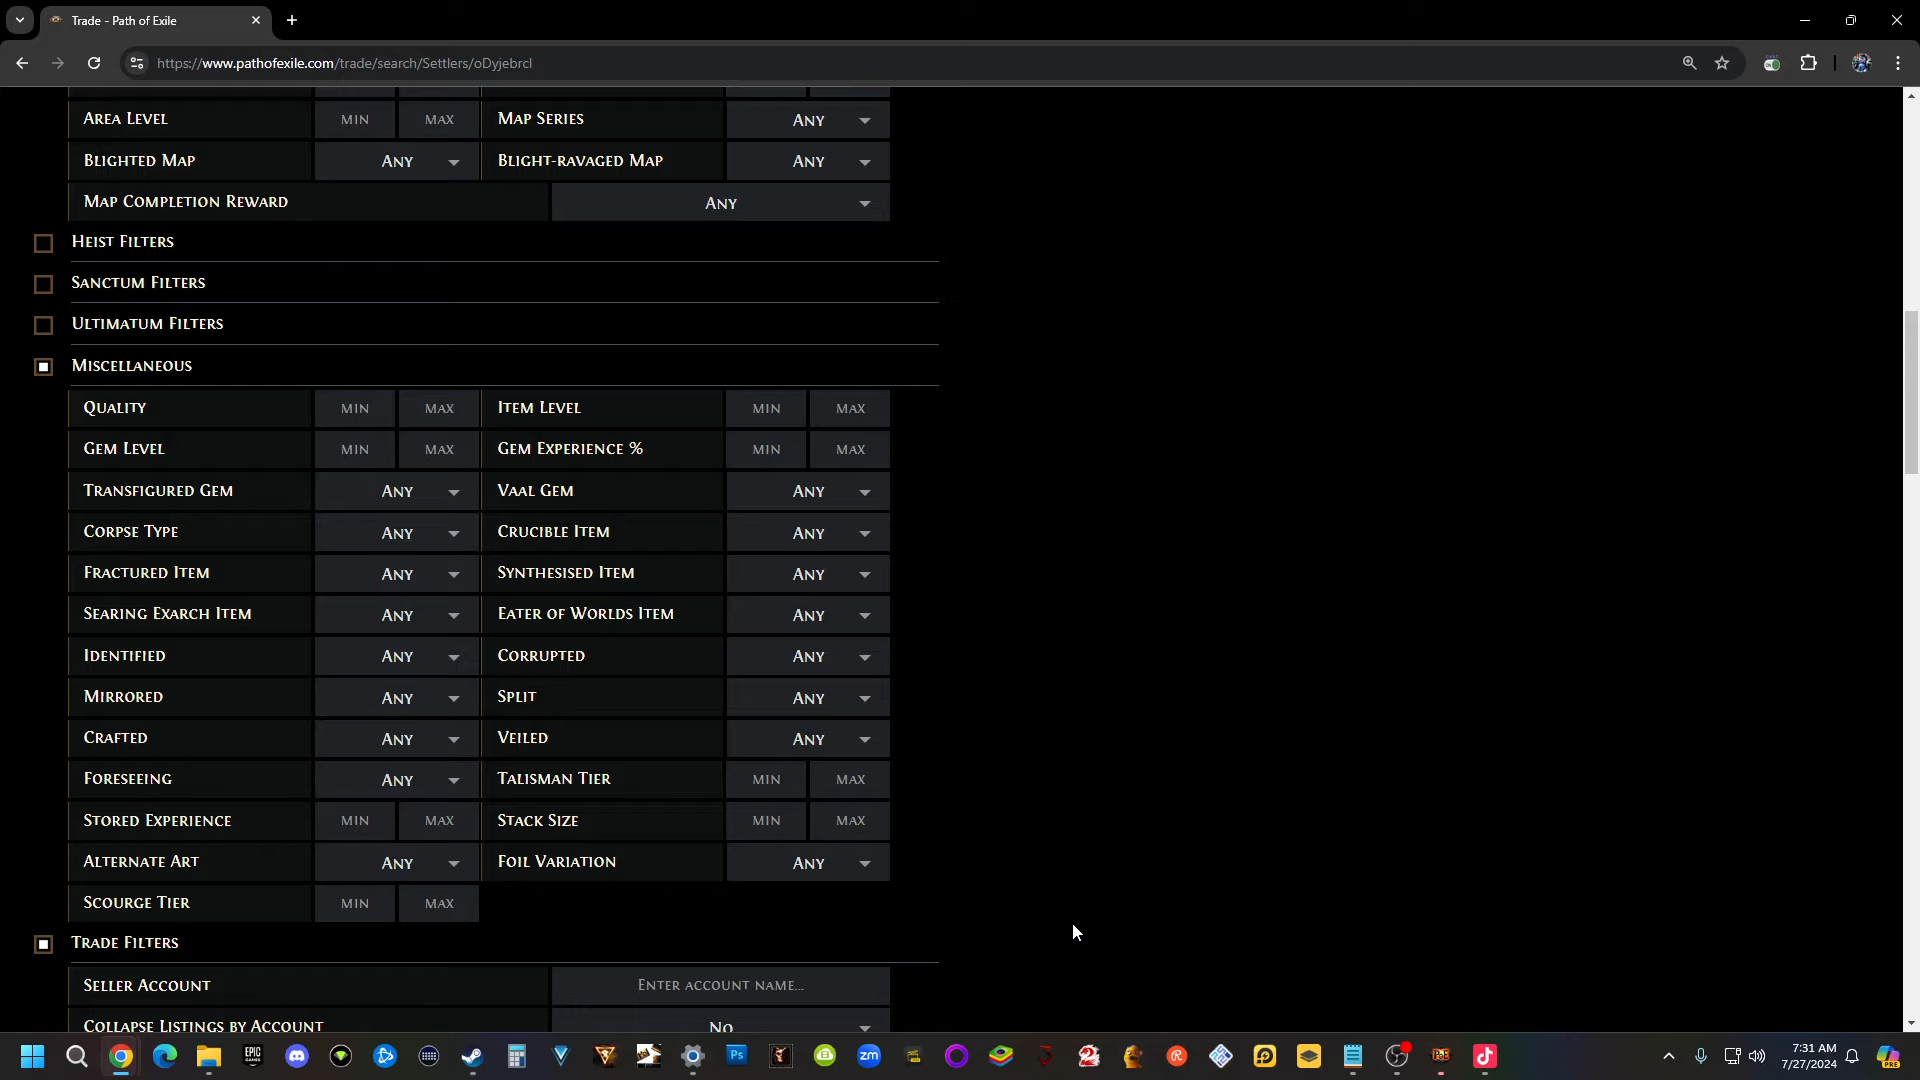 Trade - Path of Exile
https://www.pathofexile.com/trade/search/Settlers/oDyjebrcl
Area Level MIN MAX Map Series Any
Blighted Map Any Blight-ravaged Map Any
Map Completion Reward Any
Heist Filters
Sanctum Filters
Ultimatum Filters
Miscellaneous
Quality MIN MAX Item Level MIN MAX
Gem Level MIN MAX Gem Experience % MIN MAX
Transfigured Gem Any Vaal Gem Any
Corpse Type Any Crucible Item Any
Fractured Item Any Synthesised Item Any
Searing Exarch Item Any Eater of Worlds Item Any
Identified Any Corrupted Any
Mirrored Any Split Any
Crafted Any Veiled Any
Foreseeing Any Talisman Tier MIN MAX
Stored Experience MIN MAX Stack Size MIN MAX
Alternate Art Any Foil Variation Any
Scourge Tier MIN MAX
Trade Filters
Seller Account Enter account name...
Collapse Listings by Account No
EPIC GAMES Ps zm 7:31 AM
7/27/2024 PRE